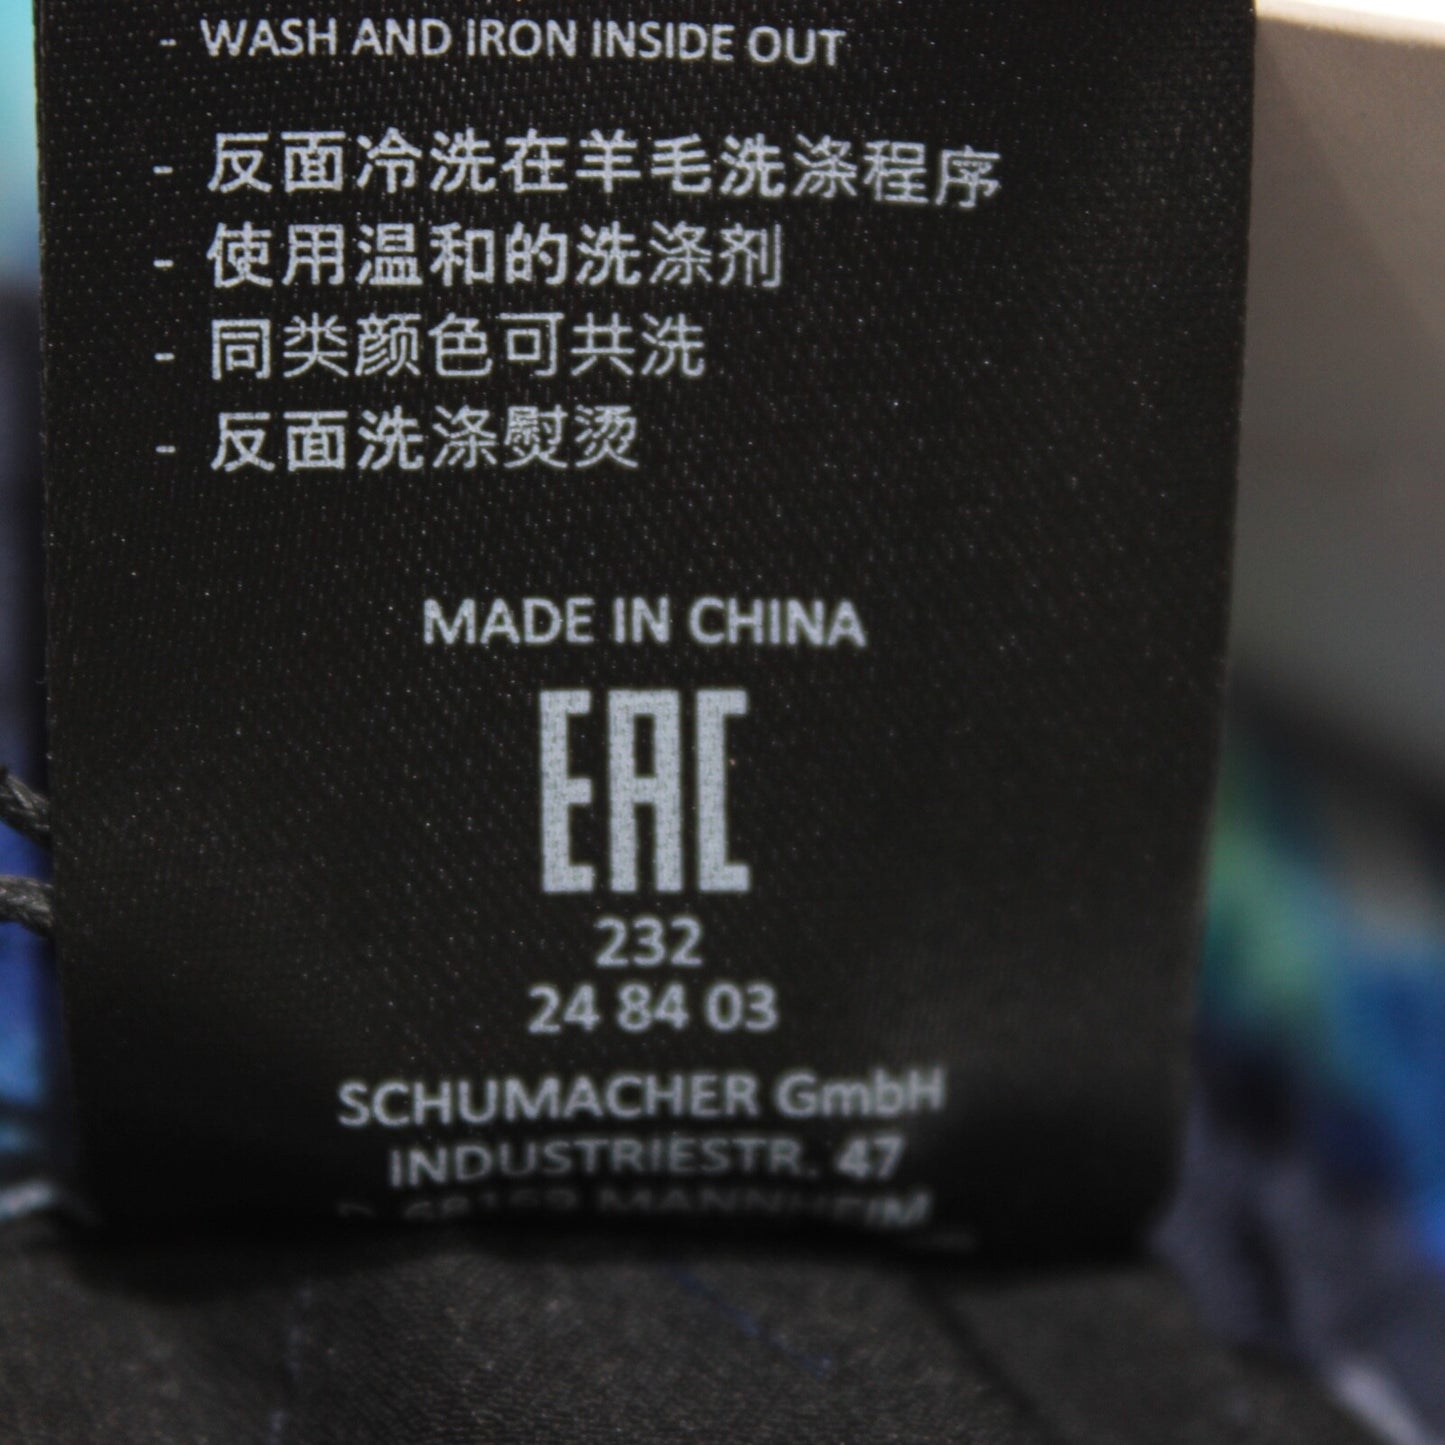 - WASH AND IRON INSIDE OUT
- 反面冷洗在羊毛洗涤程序
- 使用温和的洗涤剂
- 同类颜色可共洗
- 反面洗涤熨烫
MADE IN CHINA
EAC
232
24 84 03
SCHUMACHER GmbH
INDUSTRIESTR. 47
MANNHEIM